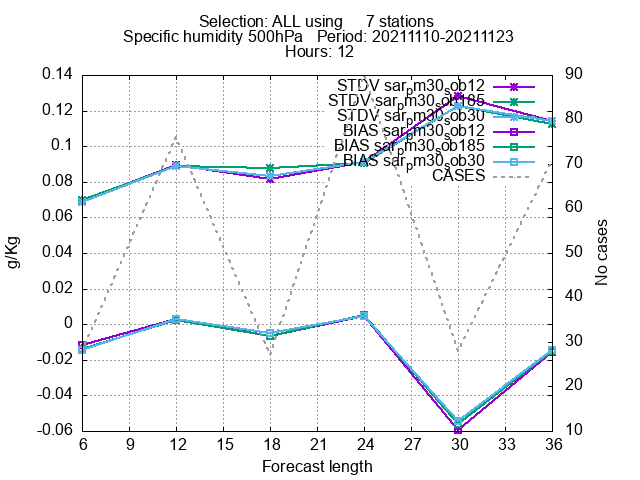 Selection: ALL using 7 stations
Specific humidity 500hPa Period: 20211110-20211123
Hours: 12
0.14
0.12
0.1
0.08
0.06
0.04
0.02
0
-0.02
-0.04
-0.06
g/Kg
STDV sar_pm30_sob12
STDV sar_pm30_sob185
STDV sar_pm30_sob30
BIAS sar_pm30_sob12
BIAS sar_pm30_sob185
BIAS sar_pm30_sob30
CASES
90
80
70
60
50
40
30
20
10
No cases
6 9 12 15 18 21 24 27 30 33 36
Forecast length